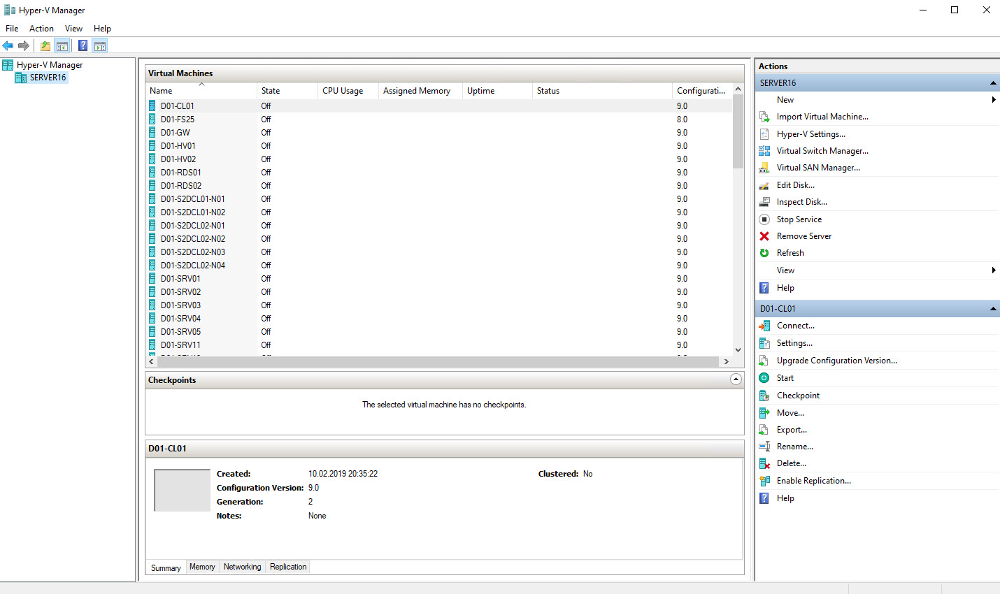 Hyper-V Manager
File Action View Help
Hyper-V Manager
SERVER16
Virtual Machines
Name State CPU Usage Assigned Memory Uptime Status Configurati...
D01-CL01 Off 9.0
D01-FS25 Off 8.0
D01-GW Off 9.0
D01-HV01 Off 9.0
D01-HV02 Off 9.0
D01-RDS01 Off 9.0
D01-RDS02 Off 9.0
D01-S2DCL01-N01 Off 9.0
D01-S2DCL01-N02 Off 9.0
D01-S2DCL02-N01 Off 9.0
D01-S2DCL02-N02 Off 9.0
D01-S2DCL02-N03 Off 9.0
D01-S2DCL02-N04 Off 9.0
D01-SRV01 Off 9.0
D01-SRV02 Off 9.0
D01-SRV03 Off 9.0
D01-SRV04 Off 9.0
D01-SRV05 Off 9.0
D01-SRV11 Off 9.0
Checkpoints
The selected virtual machine has no checkpoints.
D01-CL01
Created: 10.02.2019 20:35:22 Clustered: No
Configuration Version: 9.0
Generation: 2
Notes: None
Summary Memory Networking Replication
Actions
SERVER16
New
Import Virtual Machine...
Hyper-V Settings...
Virtual Switch Manager...
Virtual SAN Manager...
Edit Disk...
Inspect Disk...
Stop Service
Remove Server
Refresh
View
Help
D01-CL01
Connect...
Settings...
Upgrade Configuration Version...
Start
Checkpoint
Move...
Export...
Rename...
Delete...
Enable Replication...
Help